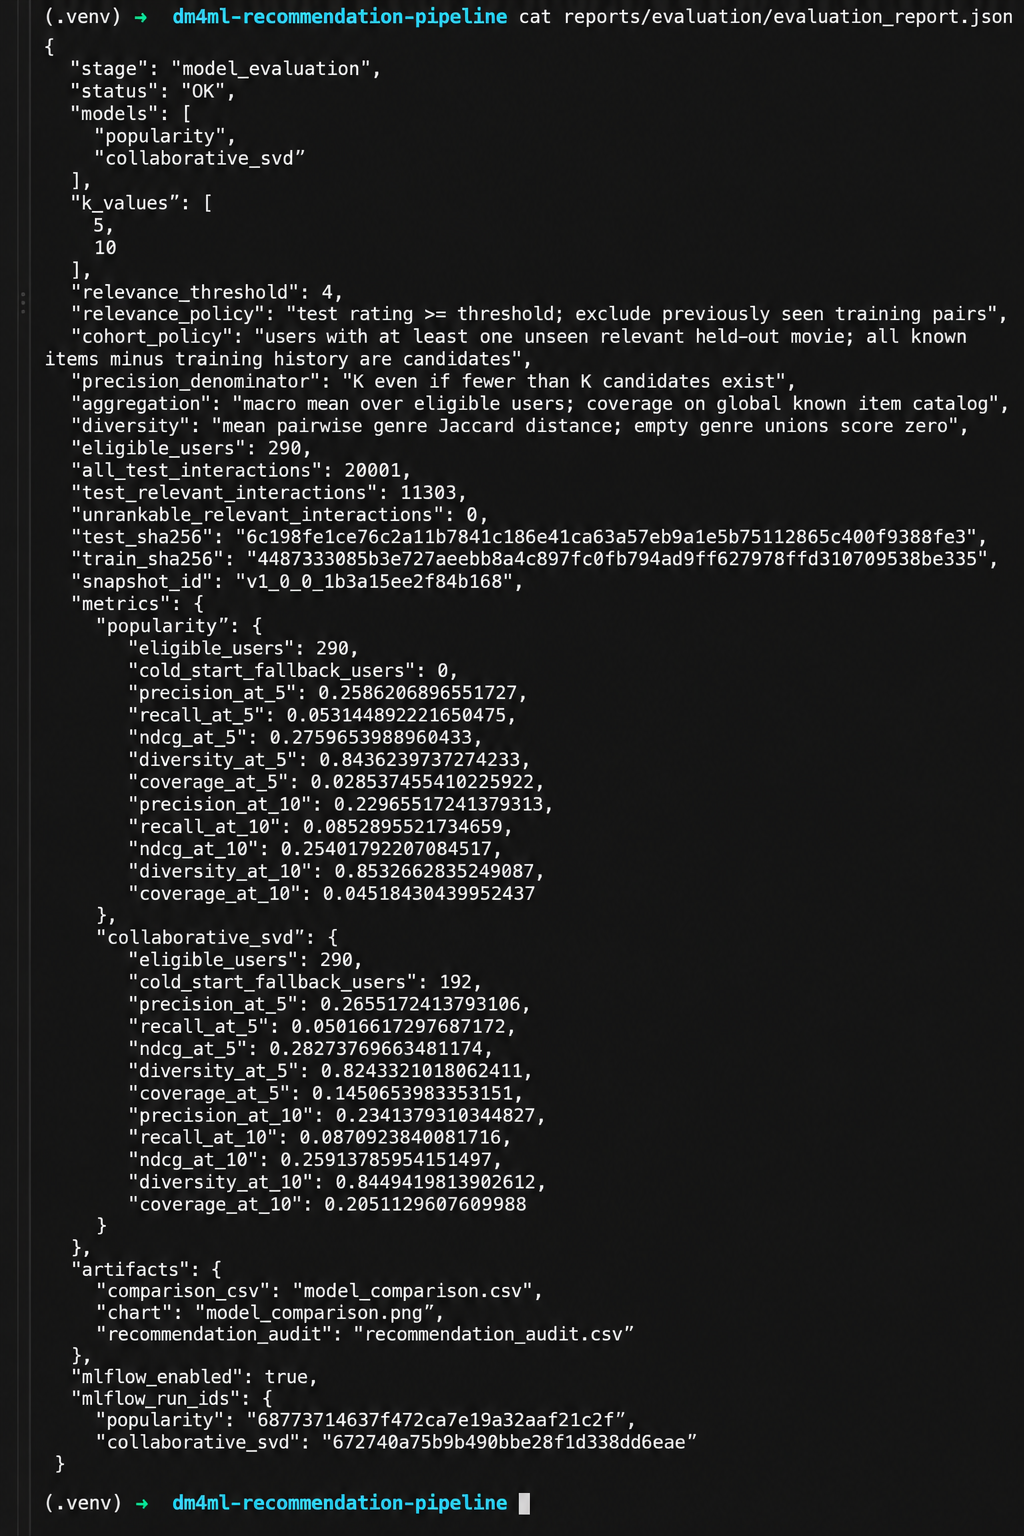 (.venv) → dm4ml-recommendation-pipeline cat reports/evaluation/evaluation_report.json
{
"stage": "model_evaluation",
"status": "OK",
"models": [
"popularity",
"collaborative_svd”
],
"k_values”: [
5,
10
],
"relevance_threshold": 4,
"relevance_policy": "test rating >= threshold; exclude previously seen training pairs",
"cohort_policy": "users with at least one unseen relevant held-out movie; all known
items minus training history are candidates",
"precision_denominator": "K even if fewer than K candidates exist",
"aggregation": "macro mean over eligible users; coverage on global known item catalog",
"diversity": "mean pairwise genre Jaccard distance; empty genre unions score zero",
"eligible_users": 290,
"all_test_interactions": 20001,
"test_relevant_interactions": 11303,
"unrankable_relevant_interactions": 0,
"test_sha256": "6c198fe1ce76c2a11b7841c186e41ca63a57eb9a1e5b75112865c400f9388fe3",
"train_sha256": "4487333085b3e727aeebb8a4c897fc0fb794ad9ff627978ffd310709538be335",
"snapshot_id": "v1_0_0_1b3a15ee2f84b168",
"metrics": {
"popularity”: {
"eligible_users": 290,
"cold_start_fallback_users": 0,
"precision_at_5": 0.2586206896551727,
"recall_at_5": 0.053144892221650475,
"ndcg_at_5": 0.2759653988960433,
"diversity_at_5": 0.8436239737274233,
"coverage_at_5": 0.028537455410225922,
"precision_at_10": 0.22965517241379313,
"recall_at_10": 0.0852895521734659,
"ndcg_at_10": 0.25401792207084517,
"diversity_at_10": 0.8532662835249087,
"coverage_at_10": 0.04518430439952437
},
"collaborative_svd”: {
"eligible_users": 290,
"cold_start_fallback_users": 192,
"precision_at_5": 0.2655172413793106,
"recall_at_5": 0.05016617297687172,
"ndcg_at_5": 0.28273769663481174,
"diversity_at_5": 0.8243321018062411,
"coverage_at_5": 0.1450653983353151,
"precision_at_10": 0.2341379310344827,
"recall_at_10": 0.0870923840081716,
"ndcg_at_10": 0.25913785954151497,
"diversity_at_10": 0.8449419813902612,
"coverage_at_10": 0.2051129607609988
}
},
"artifacts": {
"comparison_csv": "model_comparison.csv",
"chart": "model_comparison.png”,
"recommendation_audit": "recommendation_audit.csv”
},
"mlflow_enabled": true,
"mlflow_run_ids": {
"popularity": "68773714637f472ca7e19a32aaf21c2f”,
"collaborative_svd": "672740a75b9b490bbe28f1d338dd6eae”
}
(.venv) → dm4ml-recommendation-pipeline